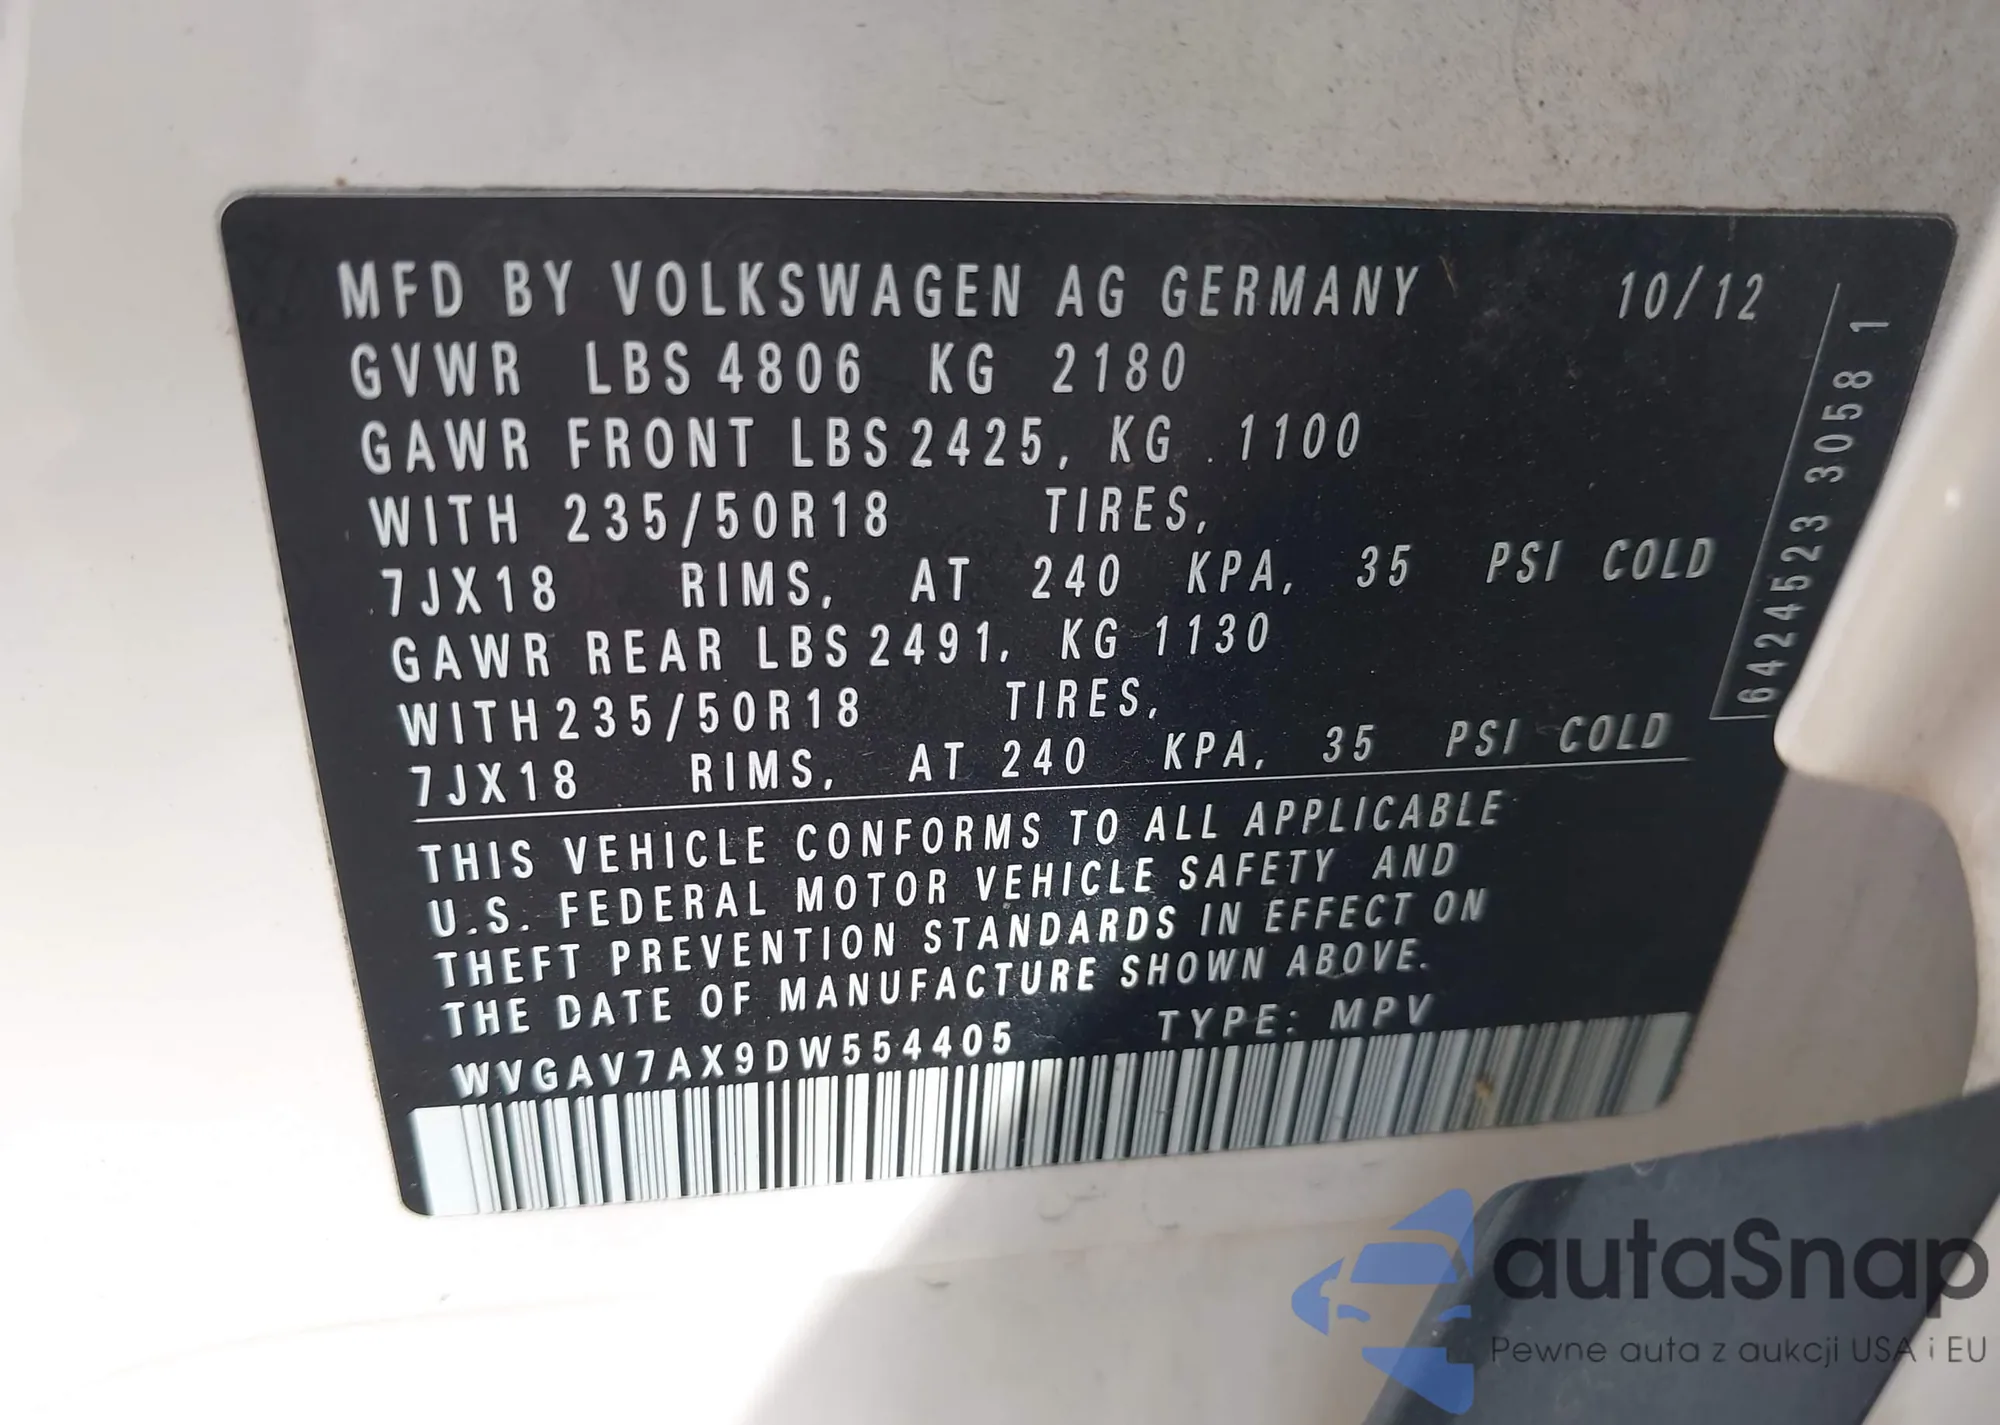 MFD BY VOLKSWAGEN AG GERMANY 10/12
GVWR LBS 4806 KG 2180
GAWR FRONT LBS 2425, KG 1100
WITH 235/50R18 TIRES,
7JX18 RIMS, AT 240 KPA, 35 PSI COLD
GAWR REAR LBS 2491, KG 1130
WITH 235/50R18 TIRES,
7JX18 RIMS, AT 240 KPA, 35 PSI COLD
THIS VEHICLE CONFORMS TO ALL APPLICABLE
U.S. FEDERAL MOTOR VEHICLE SAFETY AND
THEFT PREVENTION STANDARDS IN EFFECT ON
THE DATE OF MANUFACTURE SHOWN ABOVE.
WVGAV7AX9DW554405 TYPE: MPV
6424523 3058 1
autaSnap
Pewne auta z aukcji USA i EU